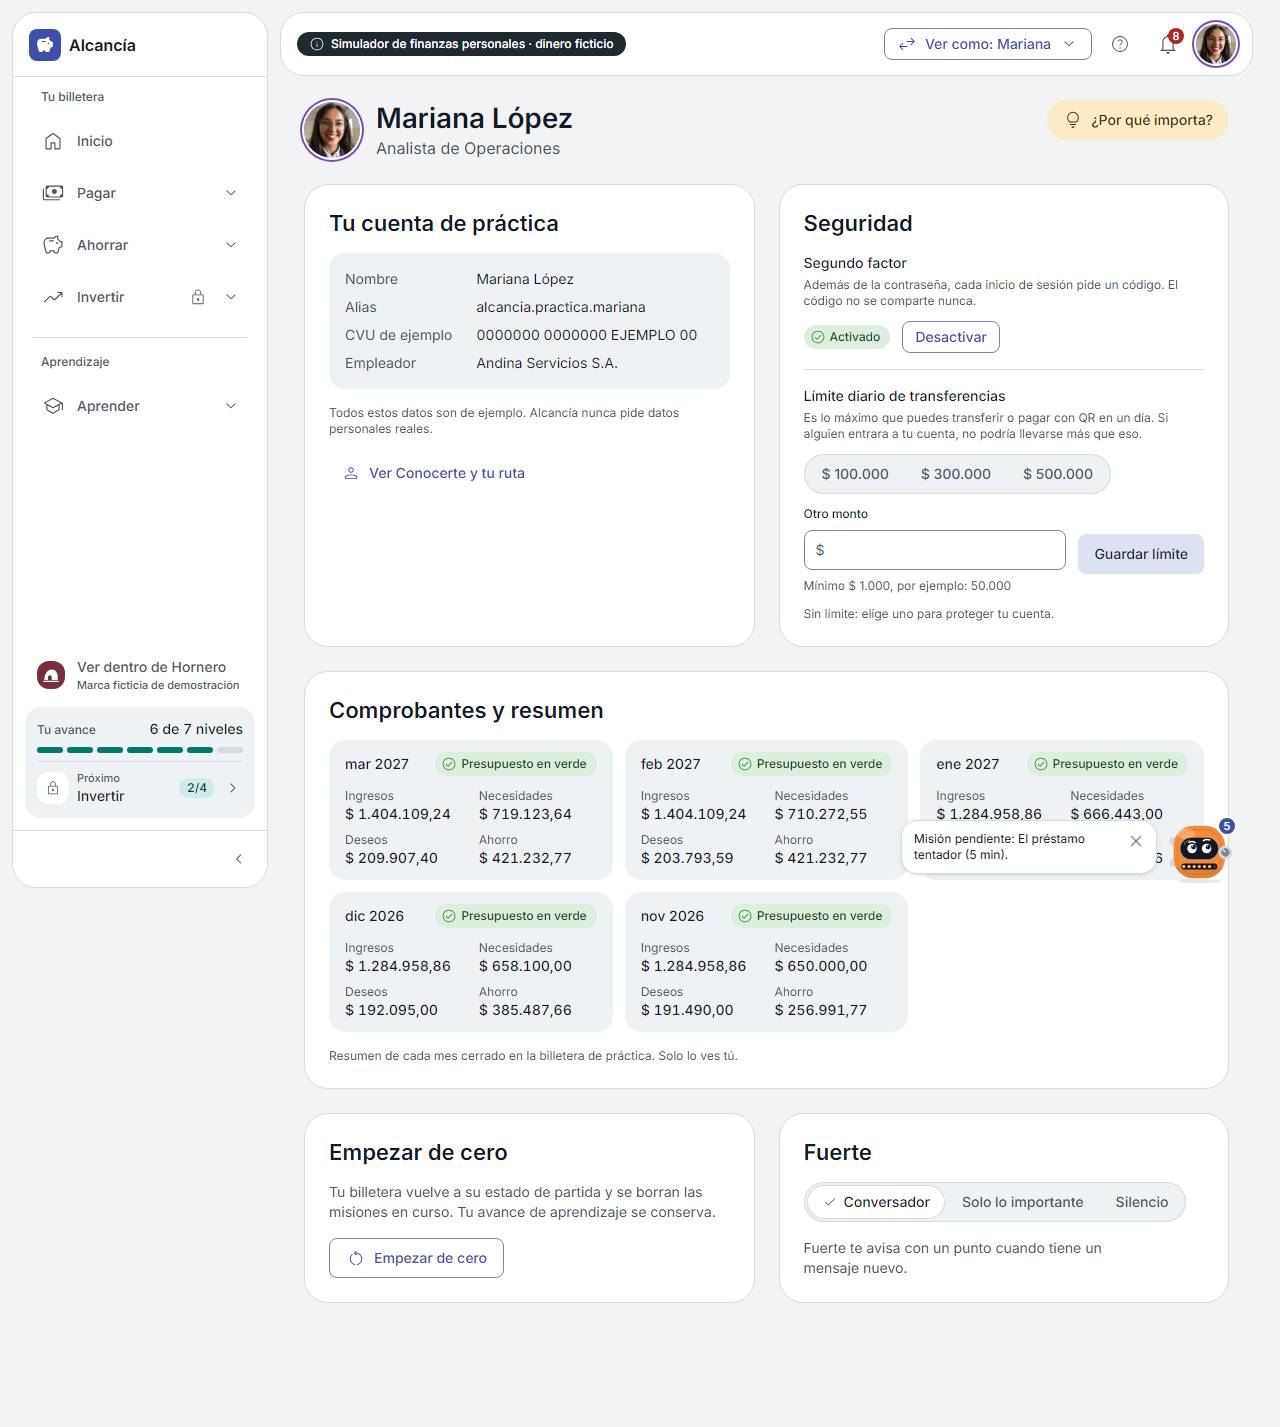 Alcancía
Tu billetera
Inicio
Pagar
Ahorrar
Invertir
Aprendizaje
Aprender
Ver dentro de Hornero
Marca ficticia de demostración
Tu avance
6 de 7 niveles
Próximo
Invertir
2/4
Simulador de finanzas personales · dinero ficticio
Ver como: Mariana
8
Mariana López
Analista de Operaciones
¿Por qué importa?
Tu cuenta de práctica
Nombre Mariana López
Alias alcancia.practica.mariana
CVU de ejemplo 0000000 0000000 EJEMPLO 00
Empleador Andina Servicios S.A.
Todos estos datos son de ejemplo. Alcancía nunca pide datos
personales reales.
Ver Conocerte y tu ruta
Seguridad
Segundo factor
Además de la contraseña, cada inicio de sesión pide un código. El
código no se comparte nunca.
Activado
Desactivar
Límite diario de transferencias
Es lo máximo que puedes transferir o pagar con QR en un día. Si
alguien entrara a tu cuenta, no podría llevarse más que eso.
$ 100.000 $ 300.000 $ 500.000
Otro monto
$
Guardar límite
Mínimo $ 1.000, por ejemplo: 50.000
Sin límite: elige uno para proteger tu cuenta.
Comprobantes y resumen
mar 2027 Presupuesto en verde
Ingresos Necesidades
$ 1.404.109,24 $ 719.123,64
Deseos Ahorro
$ 209.907,40 $ 421.232,77
feb 2027 Presupuesto en verde
Ingresos Necesidades
$ 1.404.109,24 $ 710.272,55
Deseos Ahorro
$ 203.793,59 $ 421.232,77
ene 2027 Presupuesto en verde
Ingresos Necesidades
$ 1.284.958,86 $ 666.443,00
Misión pendiente: El préstamo
tentador (5 min).
5
dic 2026 Presupuesto en verde
Ingresos Necesidades
$ 1.284.958,86 $ 658.100,00
Deseos Ahorro
$ 192.095,00 $ 385.487,66
nov 2026 Presupuesto en verde
Ingresos Necesidades
$ 1.284.958,86 $ 650.000,00
Deseos Ahorro
$ 191.490,00 $ 256.991,77
Resumen de cada mes cerrado en la billetera de práctica. Solo lo ves tú.
Empezar de cero
Tu billetera vuelve a su estado de partida y se borran las
misiones en curso. Tu avance de aprendizaje se conserva.
Empezar de cero
Fuerte
Conversador Solo lo importante Silencio
Fuerte te avisa con un punto cuando tiene un
mensaje nuevo.